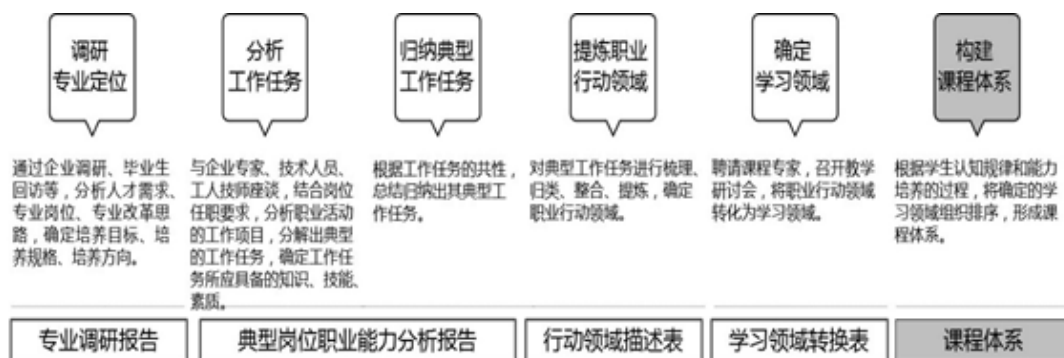 调研
专业定位
分析
工作任务
归纳典型
工作任务
提炼职业
行动领域
确定
学习领域
构建
课程体系
通过企业调研、毕业生
回访等，分析人才需求、
专业岗位、专业改革思
路，确定培养目标、培
养规格、培养方向。
与企业专家、技术人员、
工人技师座谈，结合岗位
任职要求，分析职业活动
的工作项目，分解出典型
的工作任务，确定工作任
务所应具备的知识、技能、
素质。
根据工作任务的共性，
总结归纳出其典型工
作任务。
对典型工作任务进行梳理、
归类、整合、提炼，确定
职业行动领域。
聘请课程专家，召开教学
研讨会，将职业行动领域
转化为学习领域。
根据学生认知规律和能力
培养的过程，将确定的学
习领域组织排序，形成课
程体系。
专业调研报告
典型岗位职业能力分析报告
行动领域描述表
学习领域转换表
课程体系